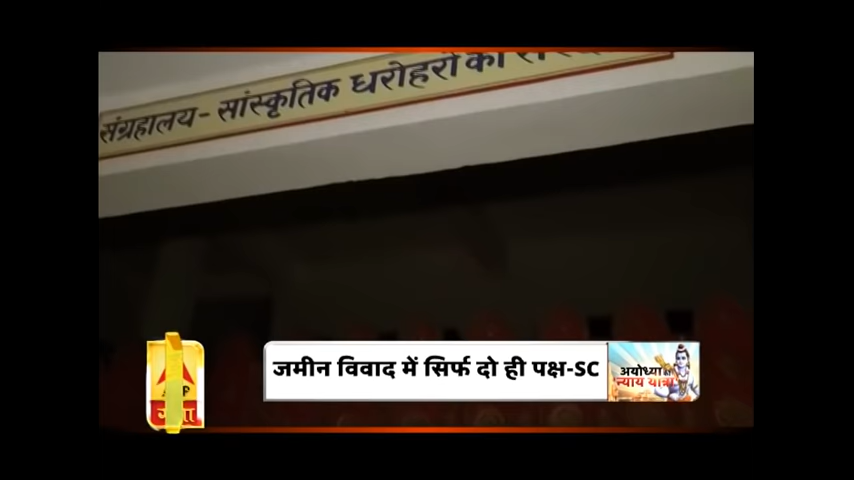 संग्रहालय- सांस्कृतिक धरोहरों का
जमीन विवाद में सिर्फ दो ही पक्ष-SC
अयोध्या की
न्याय यात्रा